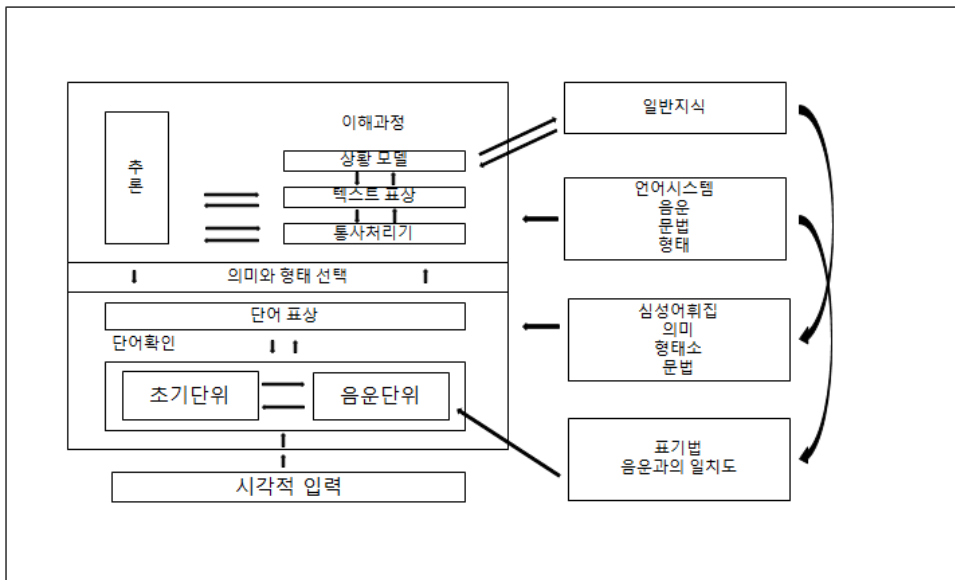 이해과정
추
론
상황 모델
텍스트 표상
통사처리기
의미와 형태 선택
단어 표상
단어확인
초기단위
음운단위
시각적 입력
일반지식
언어시스템
음운
문법
형태
심성어휘집
의미
형태소
문법
표기법
음운과의 일치도